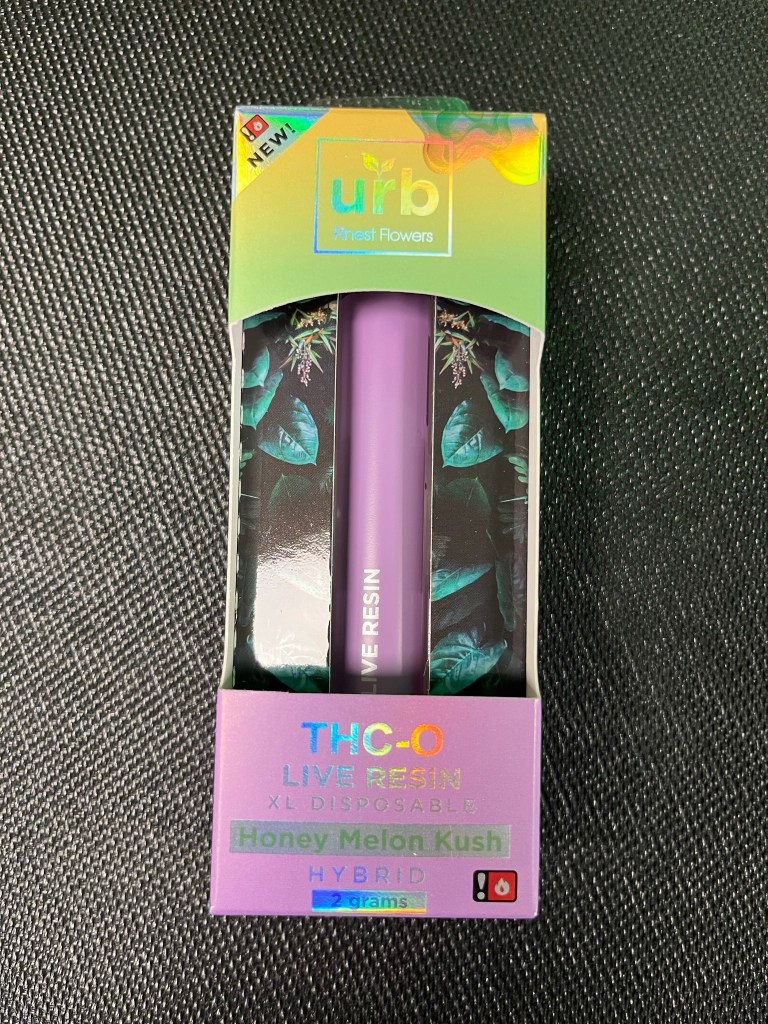 NEW!
urb
Finest Flowers
LIVE RESIN
THC-O
LIVE RESIN
XL DISPOSABLE
Honey Melon Kush
HYBRID
2 grams